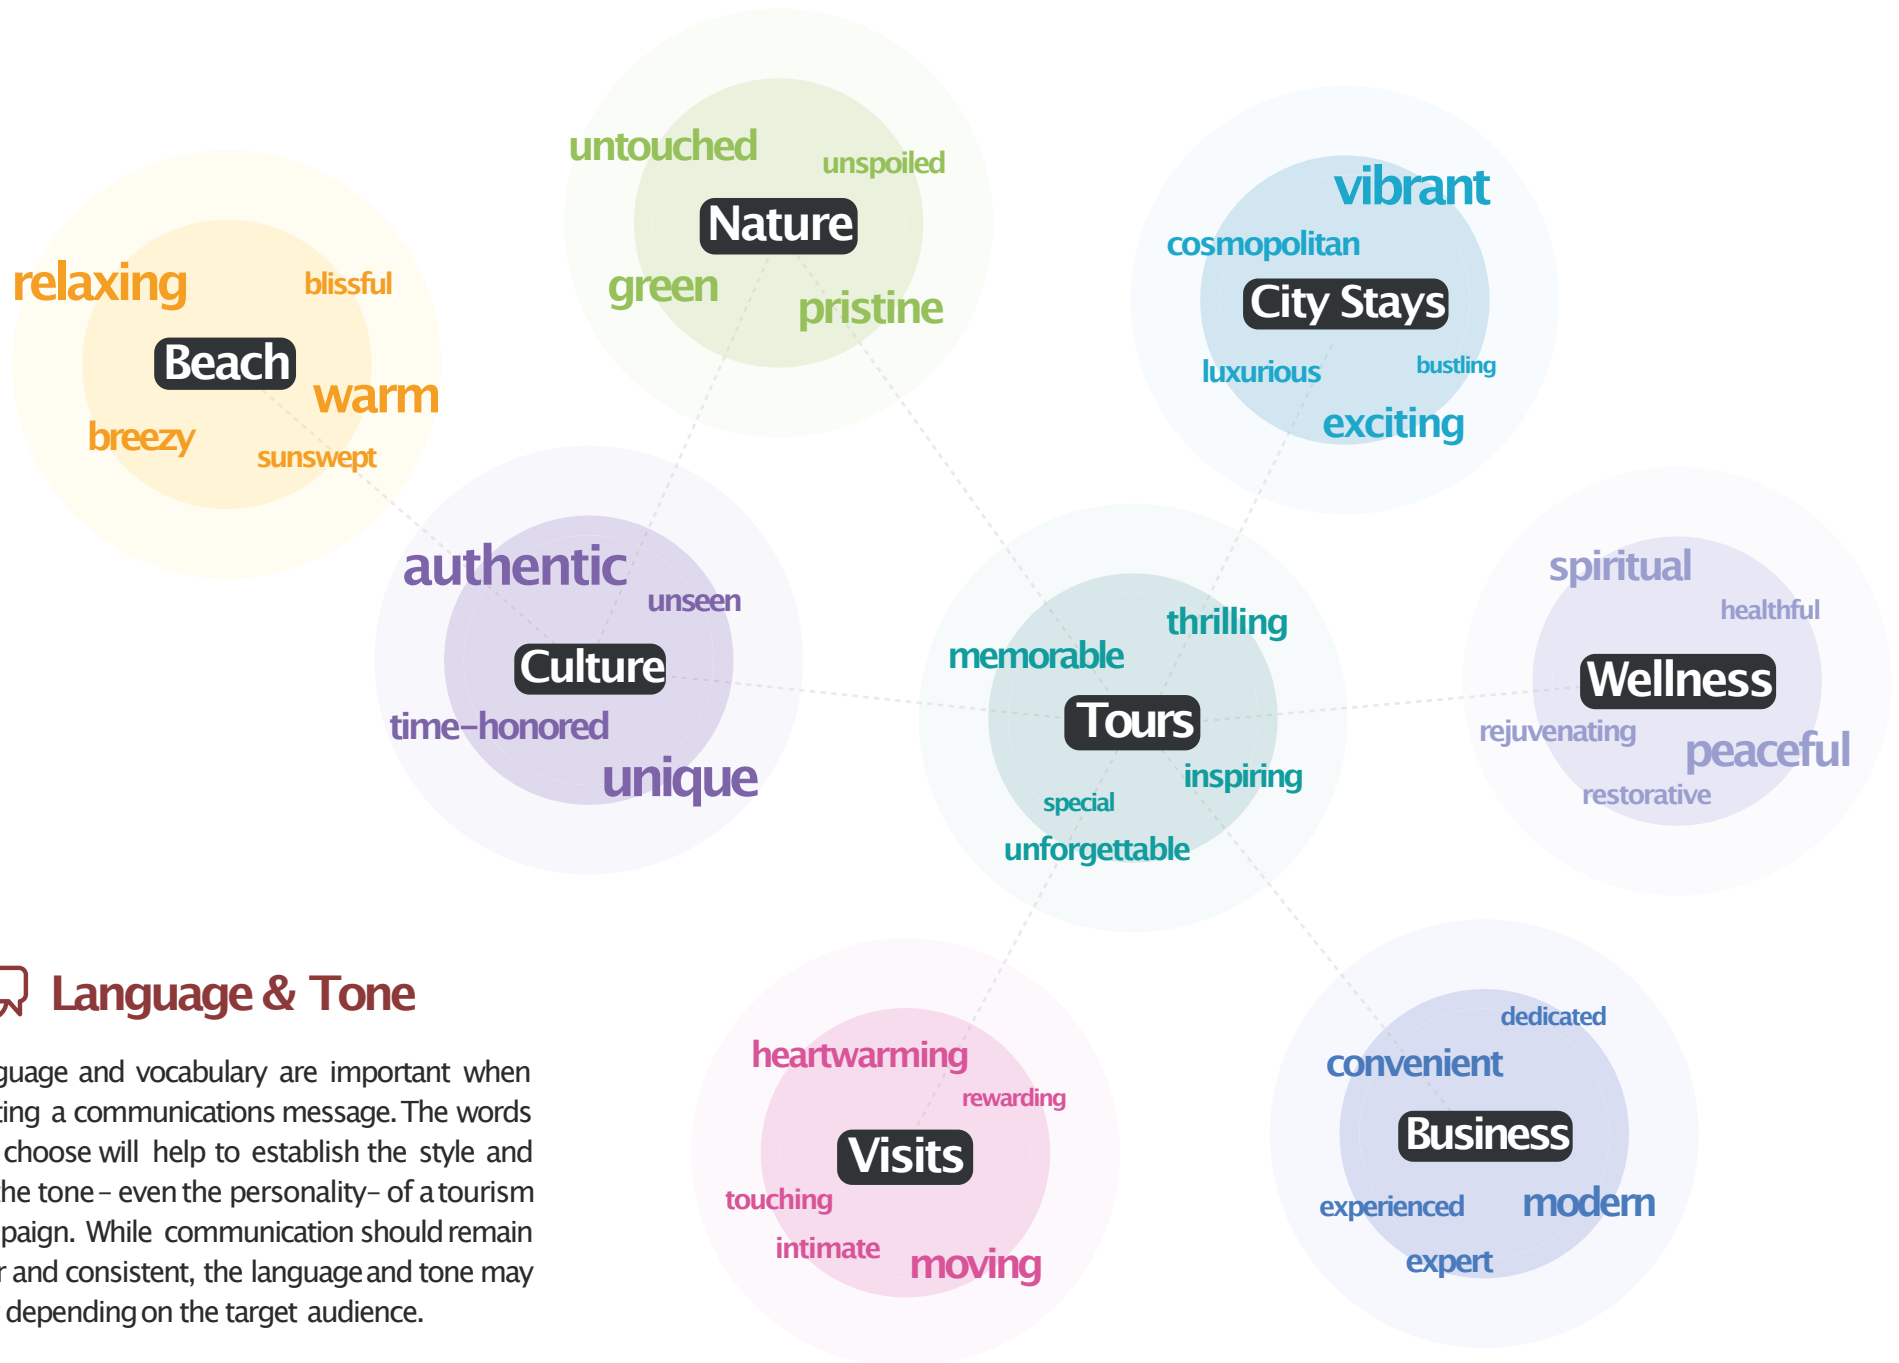 untouched
unspoiled
Nature
green
pristine
vibrant
cosmopolitan
City Stays
luxurious
bustling
exciting
relaxing
blissful
Beach
warm
breezy
sunswept
authentic
unseen
Culture
time-honored
unique
thrilling
memorable
Tours
inspiring
special
unforgettable
spiritual
healthful
Wellness
rejuvenating
peaceful
restorative
heartwarming
rewarding
Visits
touching
intimate
moving
dedicated
convenient
Business
experienced
modern
expert
Language & Tone
guage and vocabulary are important when
ting a communications message. The words
choose will help to establish the style and
he tone – even the personality– of a tourism
paign. While communication should remain
r and consistent, the language and tone may
depending on the target audience.